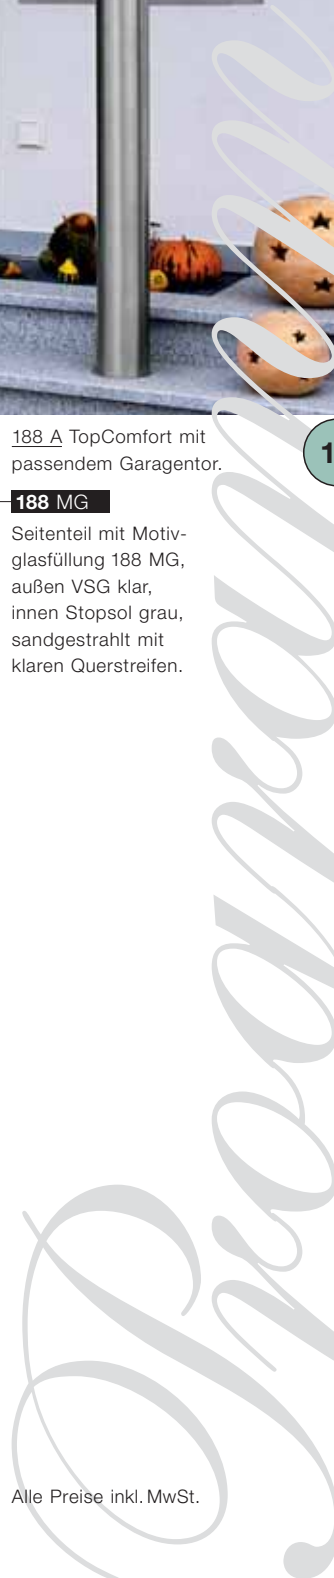 188 A TopComfort mit
passendem Garagentor.
188 MG
Seitenteil mit Motiv-
glasfüllung 188 MG,
außen VSG klar,
innen Stopsol grau,
sandgestrahlt mit
klaren Querstreifen.
Alle Preise inkl. MwSt.
Programm